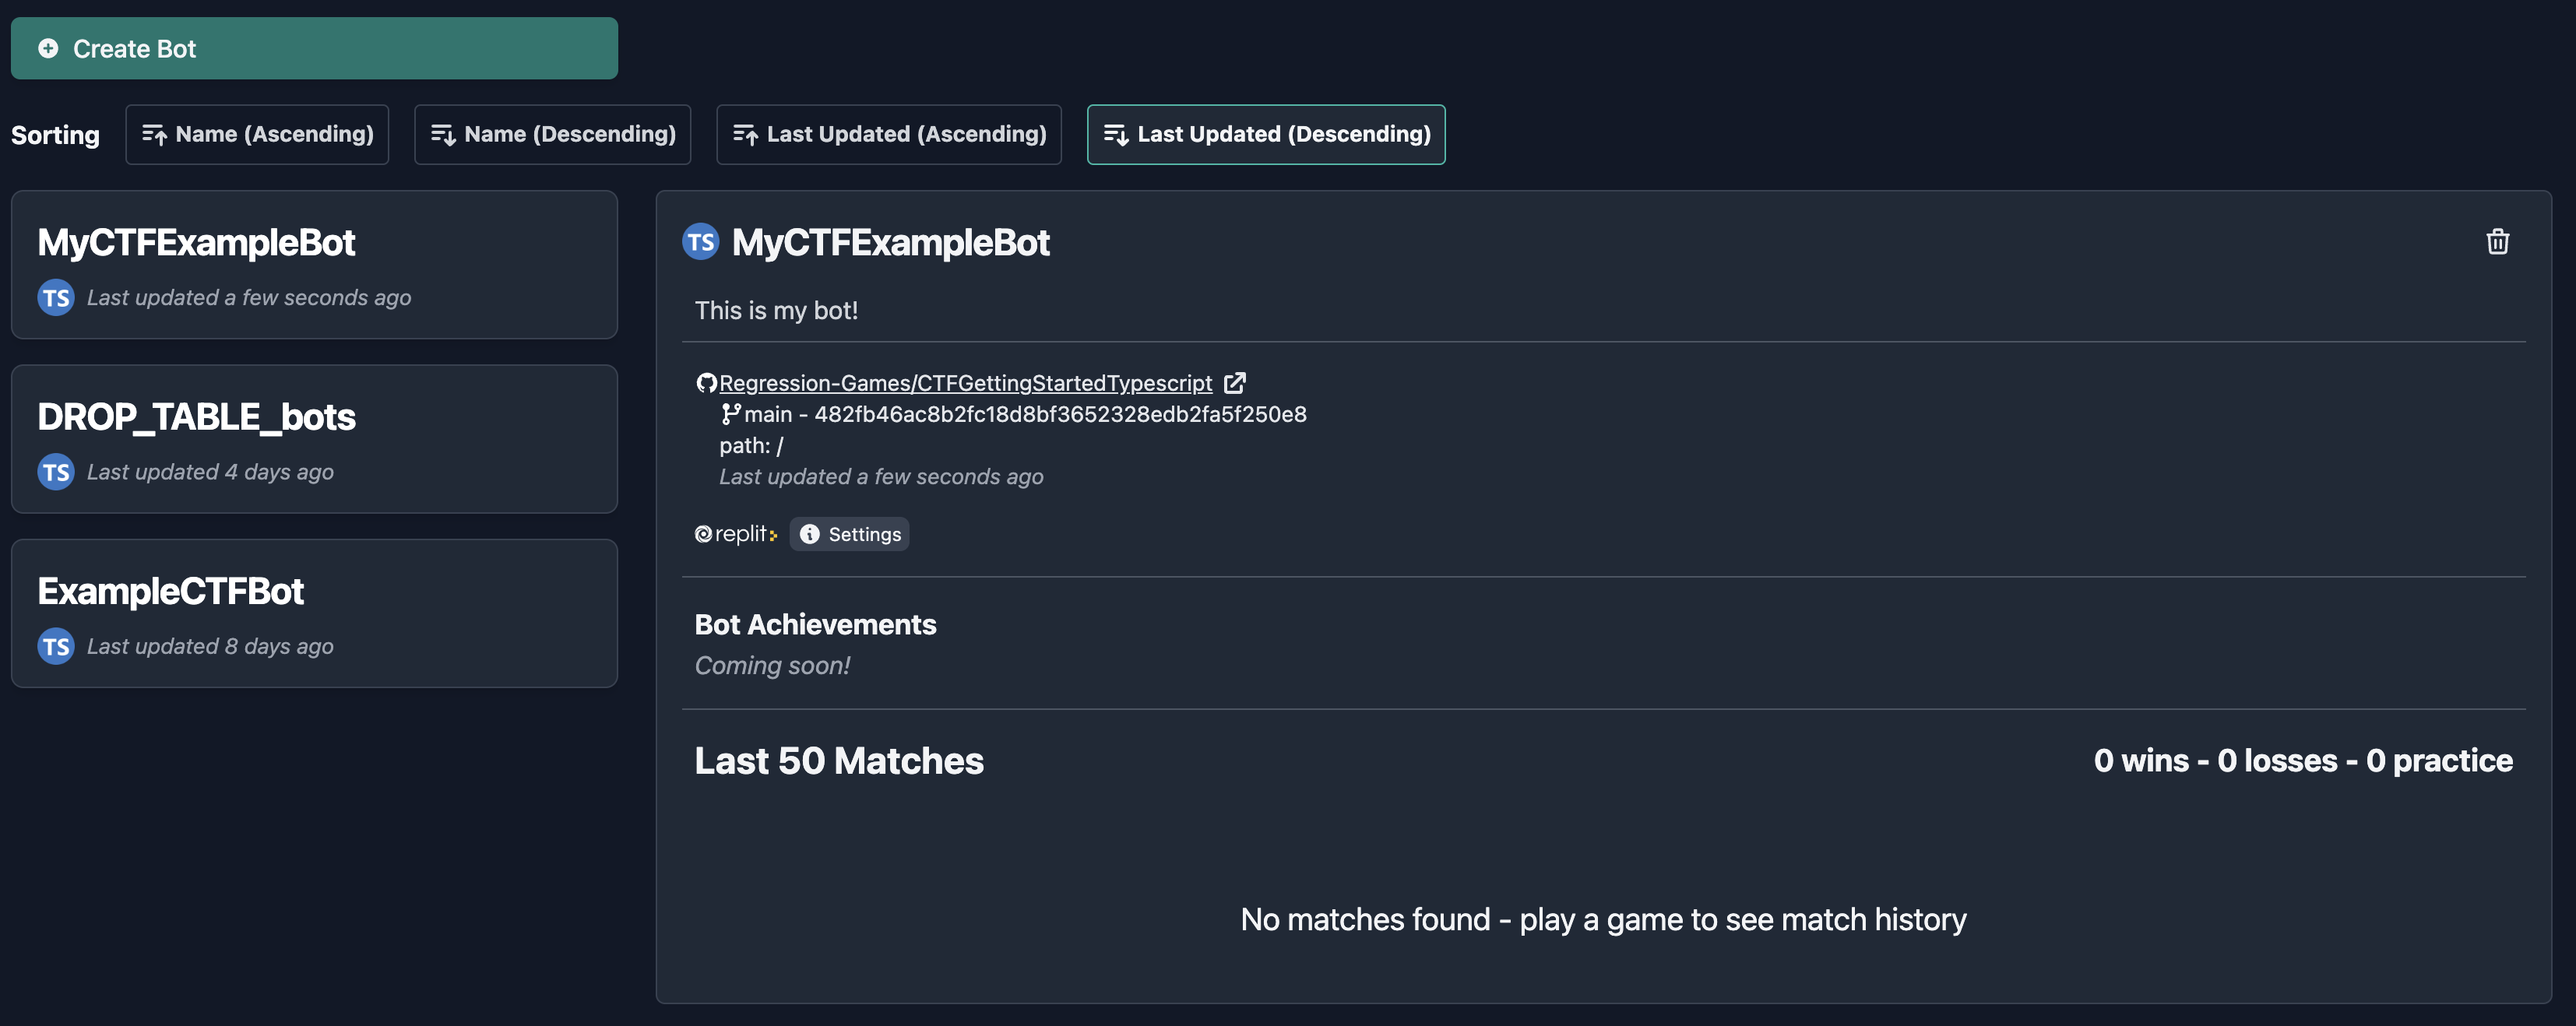 Create Bot
Sorting
Name (Ascending)
Name (Descending)
Last Updated (Ascending)
Last Updated (Descending)
MyCTFExampleBot
TS Last updated a few seconds ago
DROP_TABLE_bots
TS Last updated 4 days ago
ExampleCTFBot
TS Last updated 8 days ago
TS MyCTFExampleBot
This is my bot!
Regression-Games/CTFGettingStartedTypescript
main - 482fb46ac8b2fc18d8bf3652328edb2fa5f250e8
path: /
Last updated a few seconds ago
replit
Settings
Bot Achievements
Coming soon!
Last 50 Matches
0 wins - 0 losses - 0 practice
No matches found - play a game to see match history